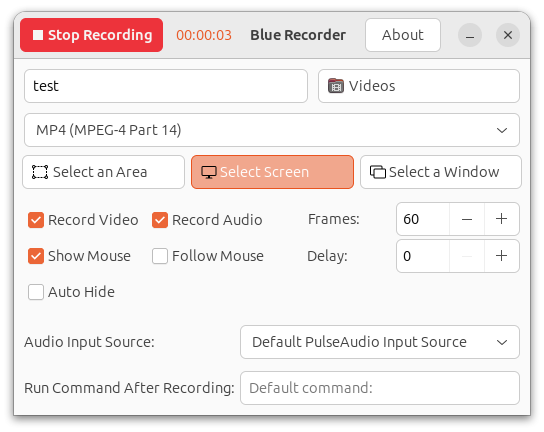 Stop Recording 00:00:03 Blue Recorder About
test Videos
MP4 (MPEG-4 Part 14)
Select an Area Select Screen Select a Window
Record Video Record Audio Frames: 60
Show Mouse Follow Mouse Delay: 0
Auto Hide
Audio Input Source: Default PulseAudio Input Source
Run Command After Recording: Default command: